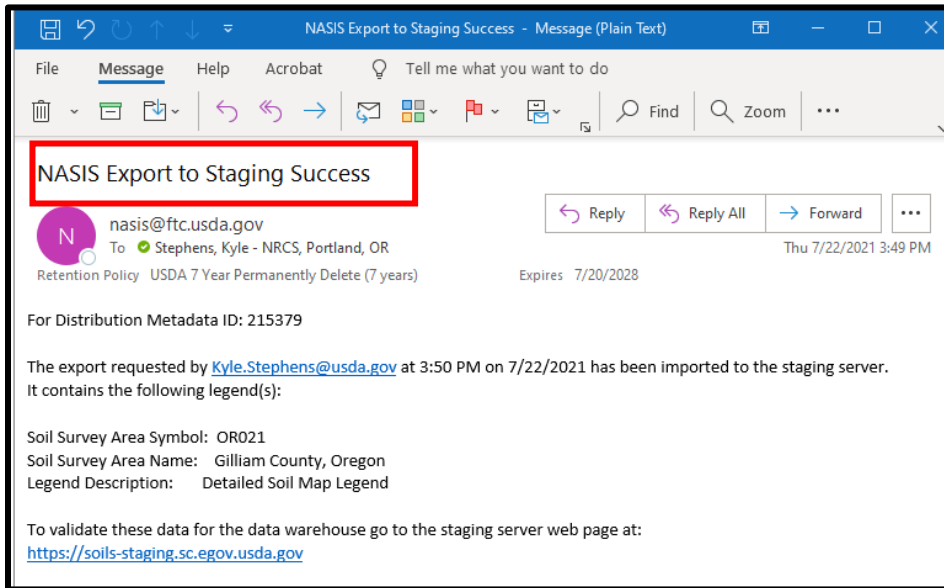 NASIS Export to Staging Success - Message (Plain Text)
File Message Help Acrobat Tell me what you want to do
Find Zoom
NASIS Export to Staging Success
N
nasis@ftc.usda.gov
To Stephens, Kyle - NRCS, Portland, OR
Reply Reply All Forward
Thu 7/22/2021 3:49 PM
Retention Policy USDA 7 Year Permanently Delete (7 years) Expires 7/20/2028
For Distribution Metadata ID: 215379
The export requested by Kyle.Stephens@usda.gov at 3:50 PM on 7/22/2021 has been imported to the staging server.
It contains the following legend(s):
Soil Survey Area Symbol: OR021
Soil Survey Area Name: Gilliam County, Oregon
Legend Description: Detailed Soil Map Legend
To validate these data for the data warehouse go to the staging server web page at:
https://soils-staging.sc.egov.usda.gov